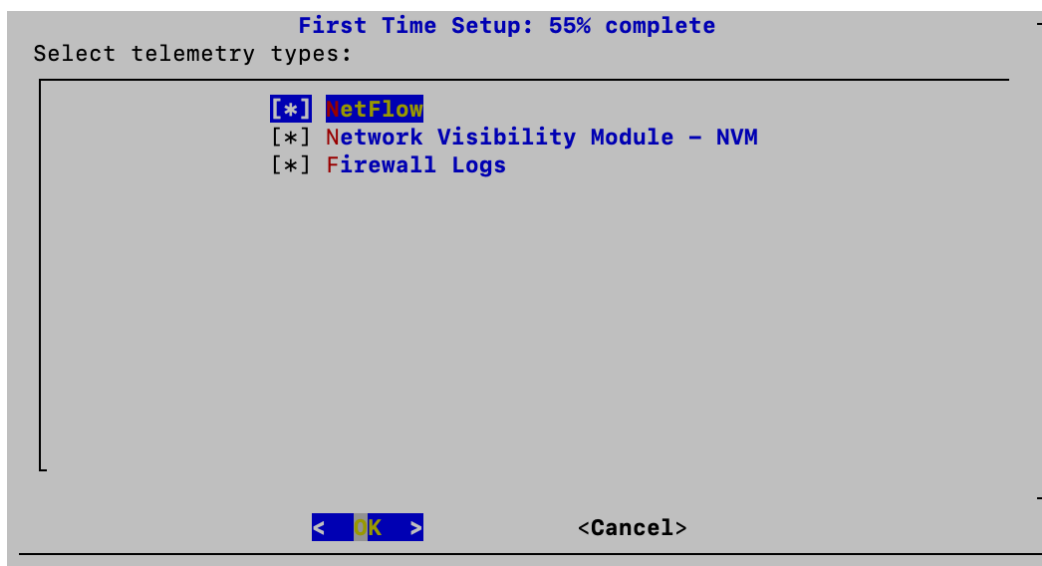 First Time Setup: 55% complete
Select telemetry types:
[*] NetFlow
[*] Network Visibility Module – NVM
[*] Firewall Logs
< OK > <Cancel>